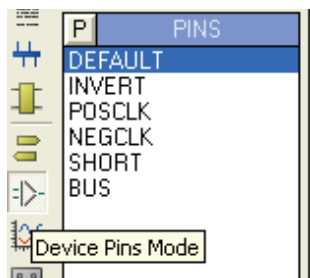 P PINS
DEFAULT
INVERT
POSCLK
NEGCLK
SHORT
BUS
Device Pins Mode